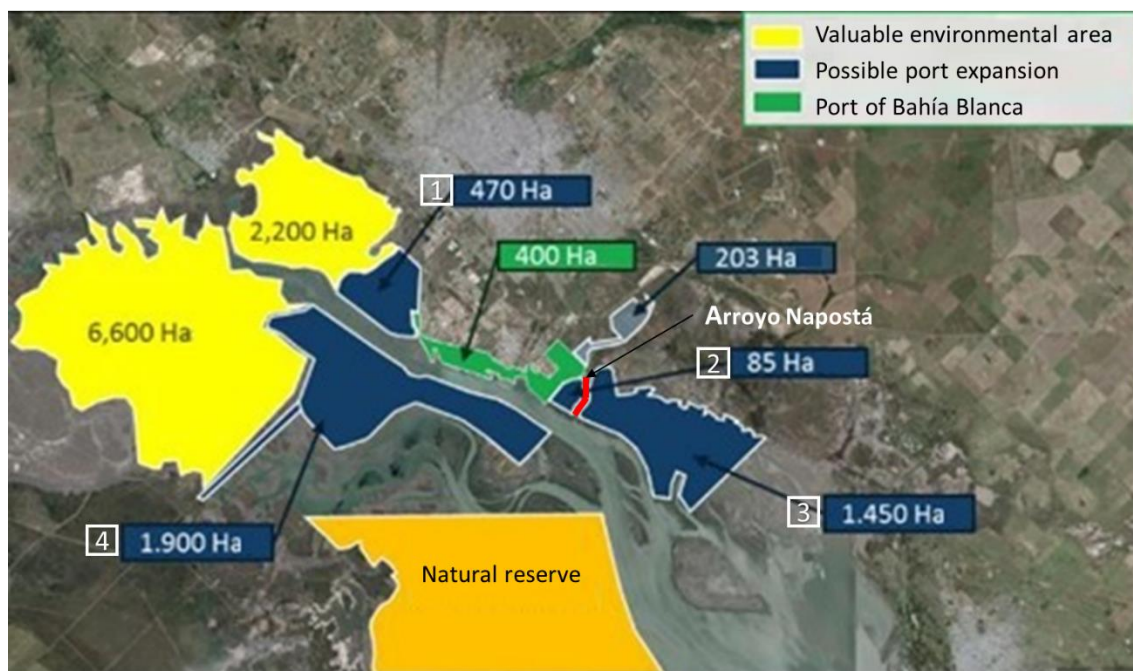 Valuable environmental area
Possible port expansion
Port of Bahía Blanca
1 470 Ha
2,200 Ha
400 Ha
203 Ha
Arroyo Napostá
6,600 Ha
2 85 Ha
3 1.450 Ha
4 1.900 Ha
Natural reserve